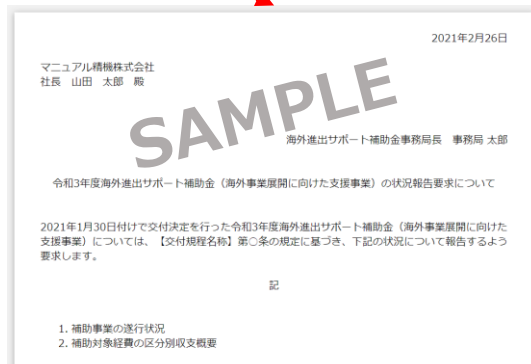 2021年2月26日
マニュアル精機株式会社
社長　山田　太郎　殿
SAMPLE
海外進出サポート補助金事務局長　事務局 太郎
令和3年度海外進出サポート補助金（海外事業展開に向けた支援事業）の状況報告要求について
2021年1月30日付けで交付決定を行った令和3年度海外進出サポート補助金（海外事業展開に向けた
支援事業）については、【交付規程名称】第○条の規定に基づき、下記の状況について報告するよう
要求します。
記
1. 補助事業の遂行状況
2. 補助対象経費の区分別収支概要